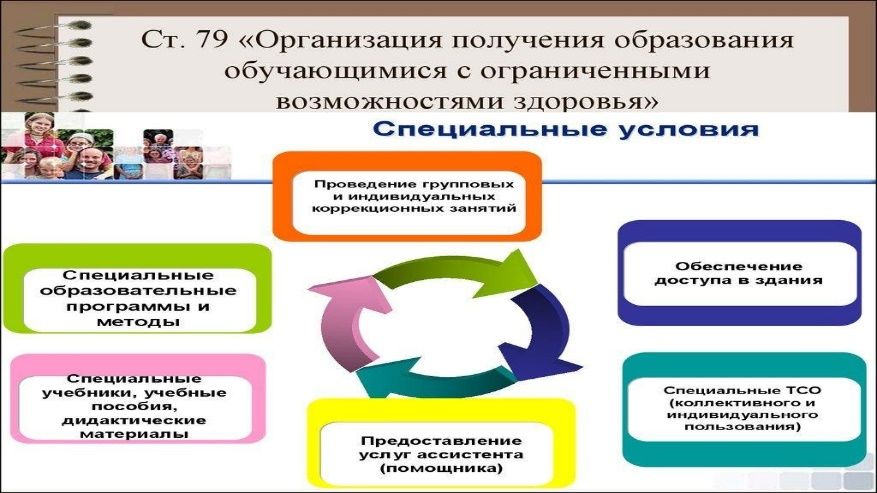 Ст. 79 «Организация получения образования
обучающимися с ограниченными
возможностями здоровья»
Специальные условия
Проведение групповых
и индивидуальных
коррекционных занятий
Обеспечение
доступа в здания
Специальные ТСО
(коллективного и
индивидуального
пользования)
Предоставление
услуг ассистента
(помощника)
Специальные
учебники, учебные
пособия,
дидактические
материалы
Специальные
образовательные
программы и
методы